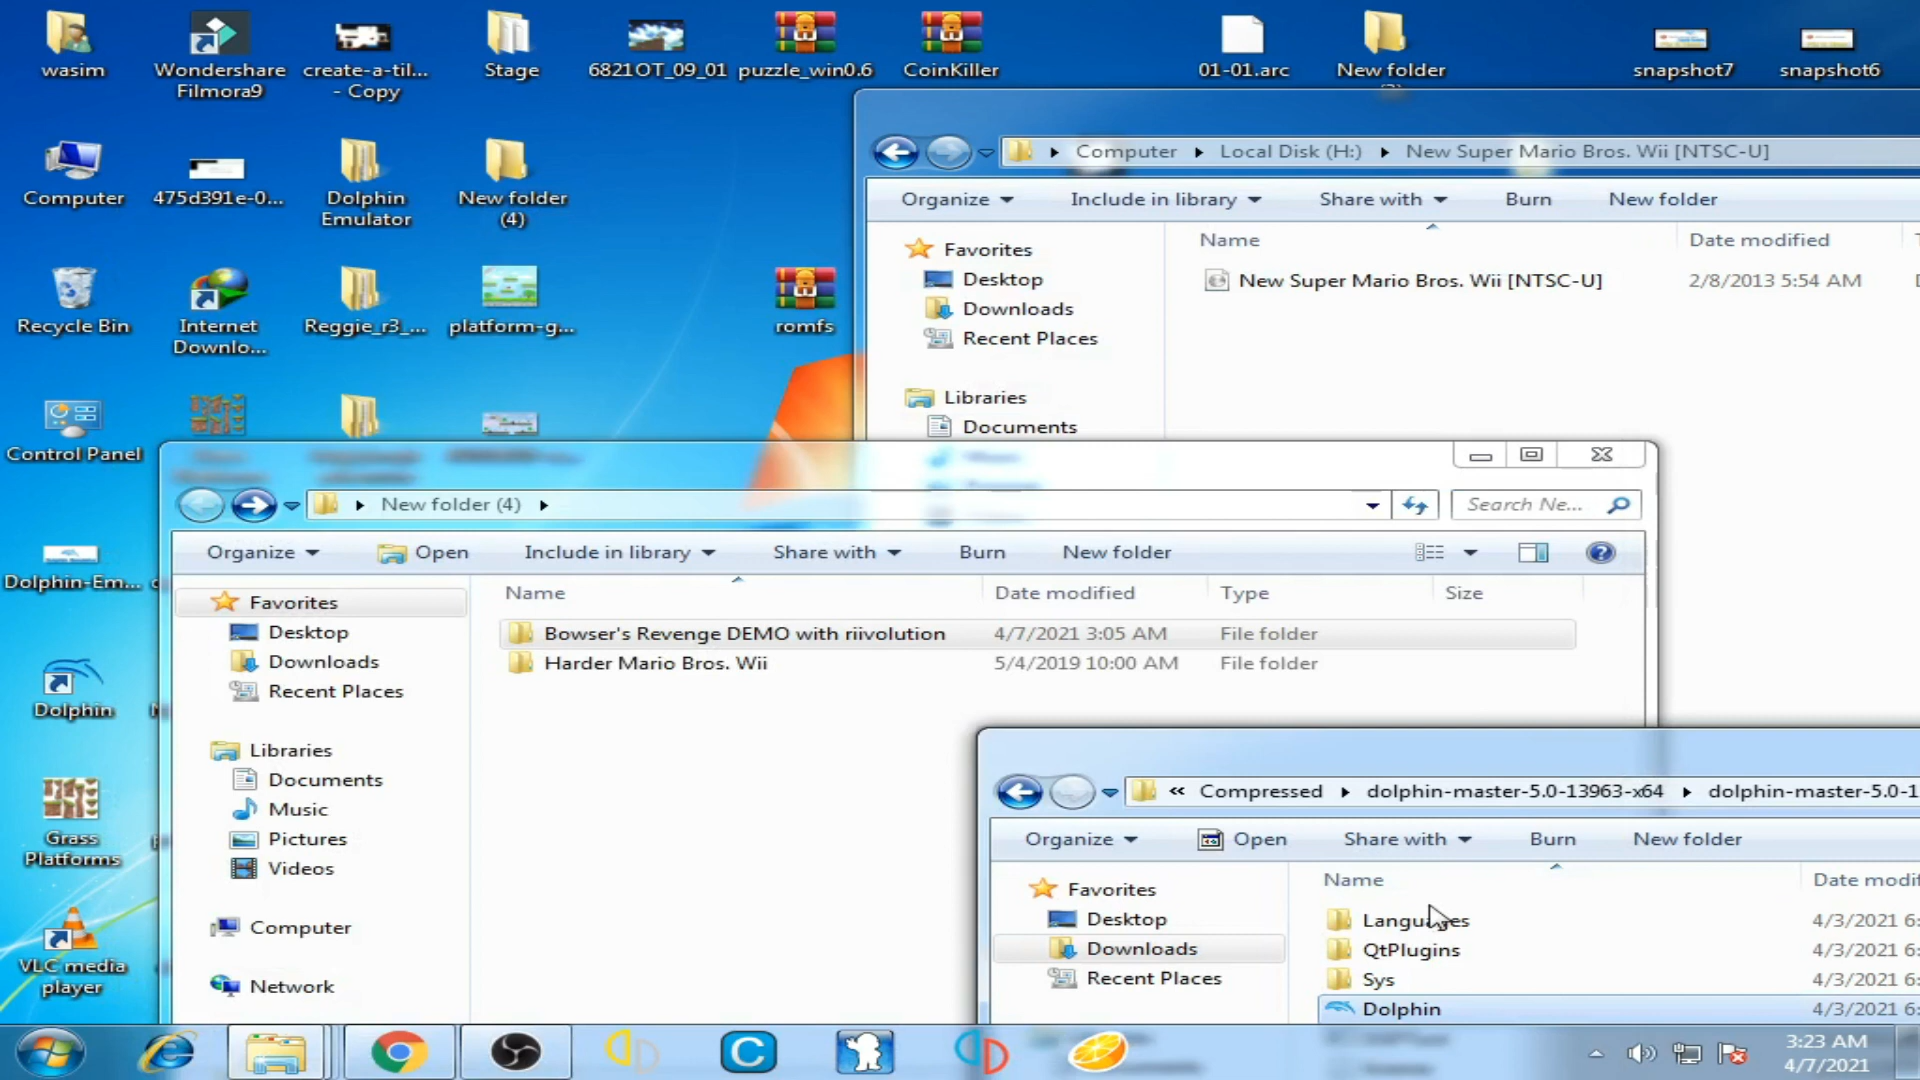 wasim
Wondershare
Filmora9
create-a-til...
- Copy
Stage
6821OT_09_01
puzzle_win0.6
CoinKiller
01-01.arc
New folder
snapshot7
snapshot6
Computer
475d391e-0...
Dolphin
Emulator
New folder
(4)
Recycle Bin
Internet
Downlo...
Reggie_r3_...
platform-g...
romfs
Control Panel
Dolphin-Em...
Dolphin
Grass
Platforms
VLC media
player
Computer
Local Disk (H:)
New Super Mario Bros. Wii [NTSC-U]
Organize
Include in library
Share with
Burn
New folder
Name
Date modified
Favorites
Desktop
Downloads
Recent Places
Libraries
Documents
New Super Mario Bros. Wii [NTSC-U]
2/8/2013 5:54 AM
New folder (4)
Search Ne...
Organize
Open
Include in library
Share with
Burn
New folder
Name
Date modified
Type
Size
Favorites
Desktop
Downloads
Recent Places
Libraries
Documents
Music
Pictures
Videos
Computer
Network
Bowser's Revenge DEMO with riivolution
4/7/2021 3:05 AM
File folder
Harder Mario Bros. Wii
5/4/2019 10:00 AM
File folder
« Compressed
dolphin-master-5.0-13963-x64
dolphin-master-5.0-1
Organize
Open
Share with
Burn
New folder
Name
Date modif
Favorites
Desktop
Downloads
Recent Places
Languages
4/3/2021 6:
QtPlugins
4/3/2021 6:
Sys
4/3/2021 6:
Dolphin
4/3/2021 6:
3:23 AM
4/7/2021